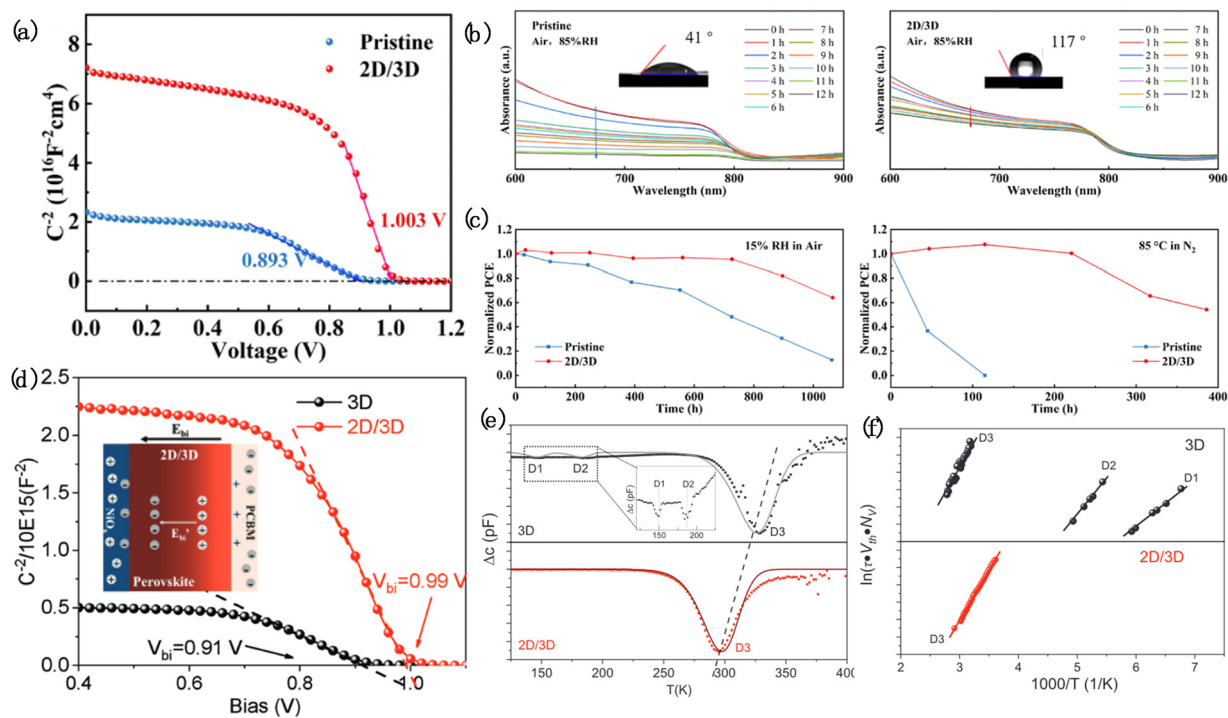 (a)
Pristine
2D/3D
8
6
4
2
0
C⁻² (10¹⁶F⁻²cm⁴)
1.003 V
0.893 V
0.0 0.2 0.4 0.6 0.8 1.0 1.2
Voltage (V)
(b)
Pristine
Air, 85%RH
41 °
0 h 7 h
1 h 8 h
2 h 9 h
3 h 10 h
4 h 11 h
5 h 12 h
6 h
Absorance (a.u.)
600 700 800 900
Wavelength (nm)
2D/3D
Air, 85%RH
117 °
0 h 7 h
1 h 8 h
2 h 9 h
3 h 10 h
4 h 11 h
5 h 12 h
6 h
Absorance (a.u.)
600 700 800 900
Wavelength (nm)
(c)
15% RH in Air
Normalized PCE
1.2
1.0
0.8
0.6
0.4
0.2
0.0
Pristine
2D/3D
0 200 400 600 800 1000
Time (h)
85 °C in N₂
Normalized PCE
1.2
1.0
0.8
0.6
0.4
0.2
0.0
Pristine
2D/3D
0 100 200 300 400
Time (h)
(d)
2.5
2.0
1.5
1.0
0.5
0.0
C⁻²/10E15(F⁻²)
3D
2D/3D
E_bi
2D/3D
NiOₓ
PCBM
E_bi'
Perovskite
V_bi=0.99 V
V_bi=0.91 V
0.4 0.6 0.8 1.0
Bias (V)
(e)
D1 D2
Δc (pF)
D1 D2
150 200
D3
3D
Δc (pF)
2D/3D
D3
150 200 250 300 350 400
T(K)
(f)
D3
3D
D2
D1
ln(τ•V_th•N_V)
2D/3D
D3
2 3 4 5 6 7
1000/T (1/K)